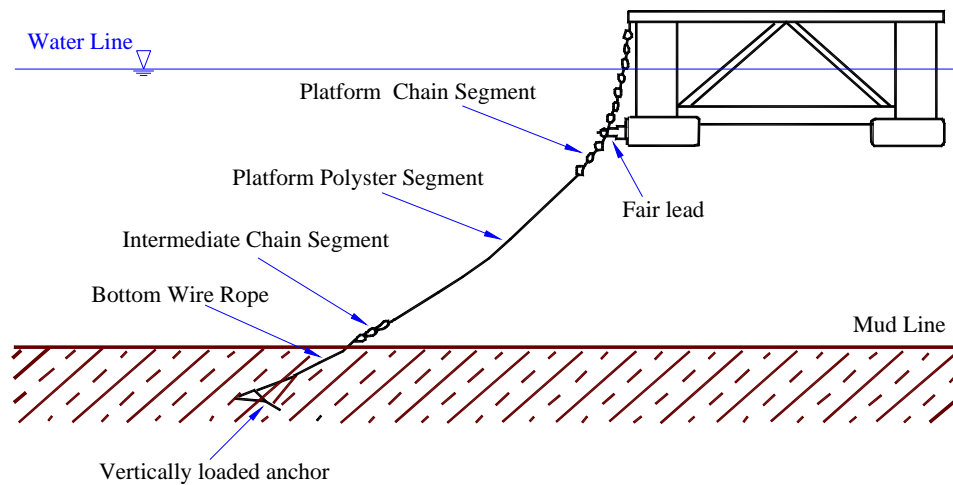 Water Line
Platform Chain Segment
Platform Polyster Segment
Fair lead
Intermediate Chain Segment
Bottom Wire Rope
Mud Line
Vertically loaded anchor